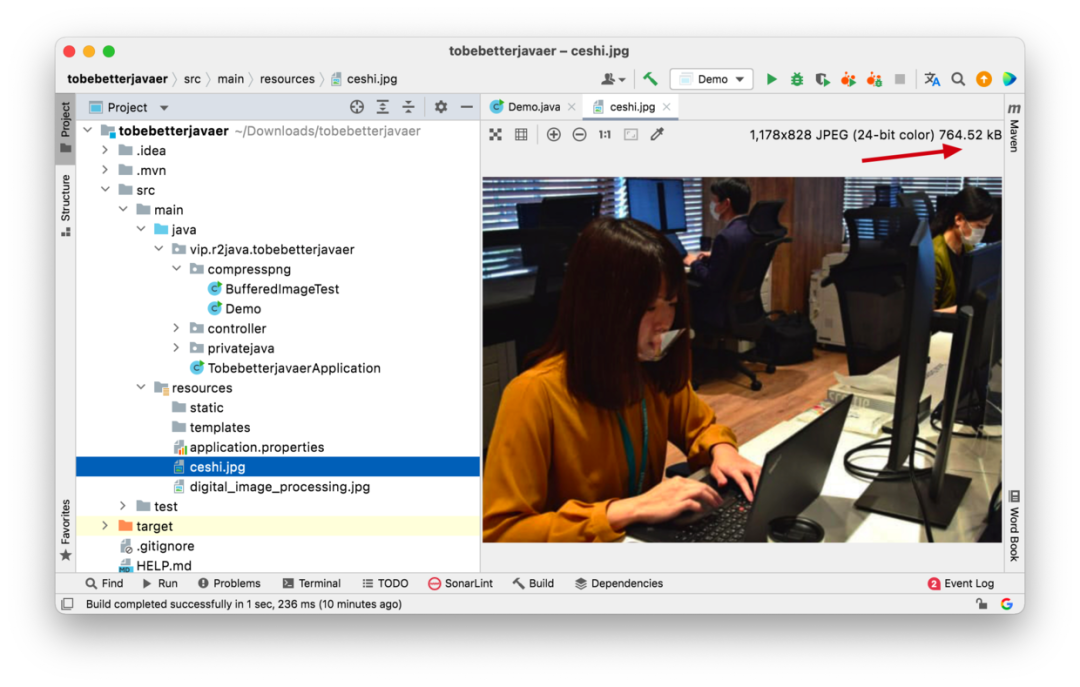 tobebetterjavaer – ceshi.jpg
tobebetterjavaer src main resources ceshi.jpg
Demo
Project
Demo.java
ceshi.jpg
1:1
1,178x828 JPEG (24-bit color) 764.52 kB
Project
Structure
Favorites
tobebetterjavaer ~/Downloads/tobebetterjavaer
.idea
.mvn
src
main
java
vip.r2java.tobebetterjavaer
compresspng
BufferedImageTest
Demo
controller
privatejava
TobebetterjavaerApplication
resources
static
templates
application.properties
ceshi.jpg
digital_image_processing.jpg
test
target
.gitignore
HELP.md
m
Maven
Word Book
Find Run Problems Terminal TODO SonarLint Build Dependencies
2 Event Log
Build completed successfully in 1 sec, 236 ms (10 minutes ago)